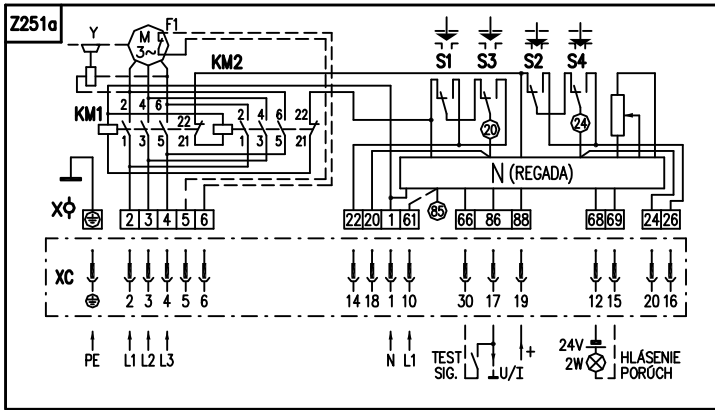 Z251a
Y
M
3~
F1
S1 S3 S2 S4
KM2
KM1
2 4 6 22
2 4 6 22
1 3 5 21
1 3 5 21
20
24
N (REGADA)
X
2 3 4 5 6
22 20 1 61
85
66 86 88
68 69
24 26
XC
2 3 4 5 6
14 18 1 10
30 17 19
12 15
20 16
PE
L1 L2 L3
N L1
TEST
SIG.
U/I
+
24V
2W
HLÁSENIE
PORÚCH